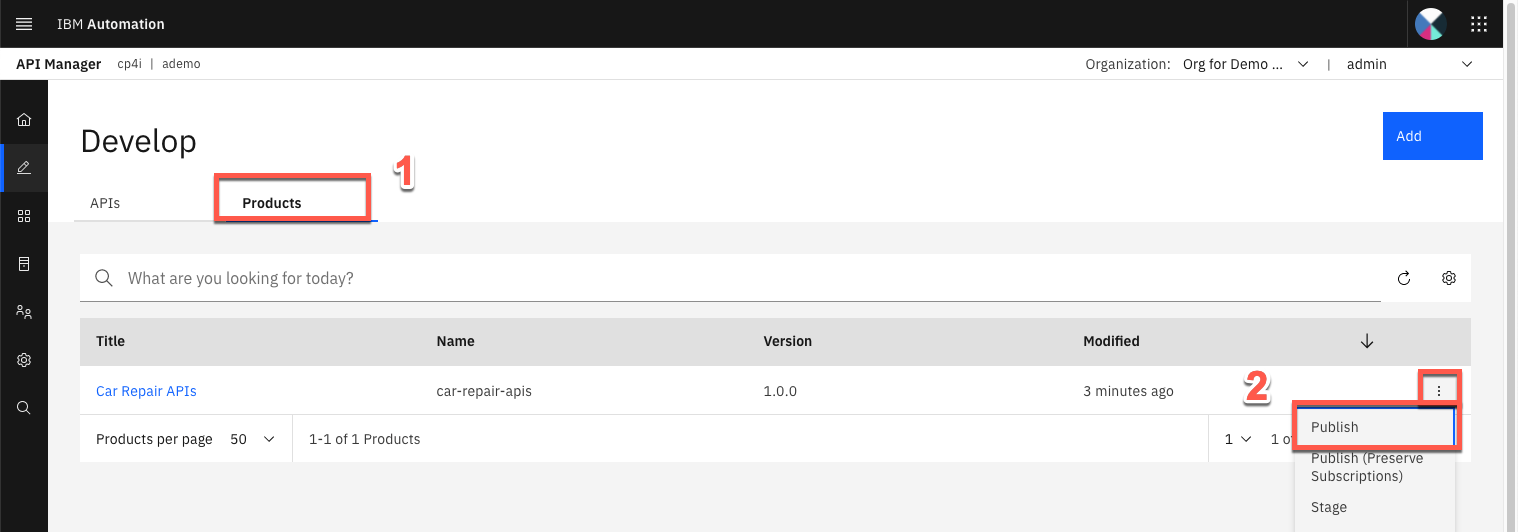 IBM Automation
API Manager cp4i | ademo Organization: Org for Demo ... | admin
Develop
Add
1
APIs Products
What are you looking for today?
Title Name Version Modified
Car Repair APIs car-repair-apis 1.0.0 3 minutes ago
2
Products per page 50 1-1 of 1 Products 1 1
Publish
Publish (Preserve
Subscriptions)
Stage